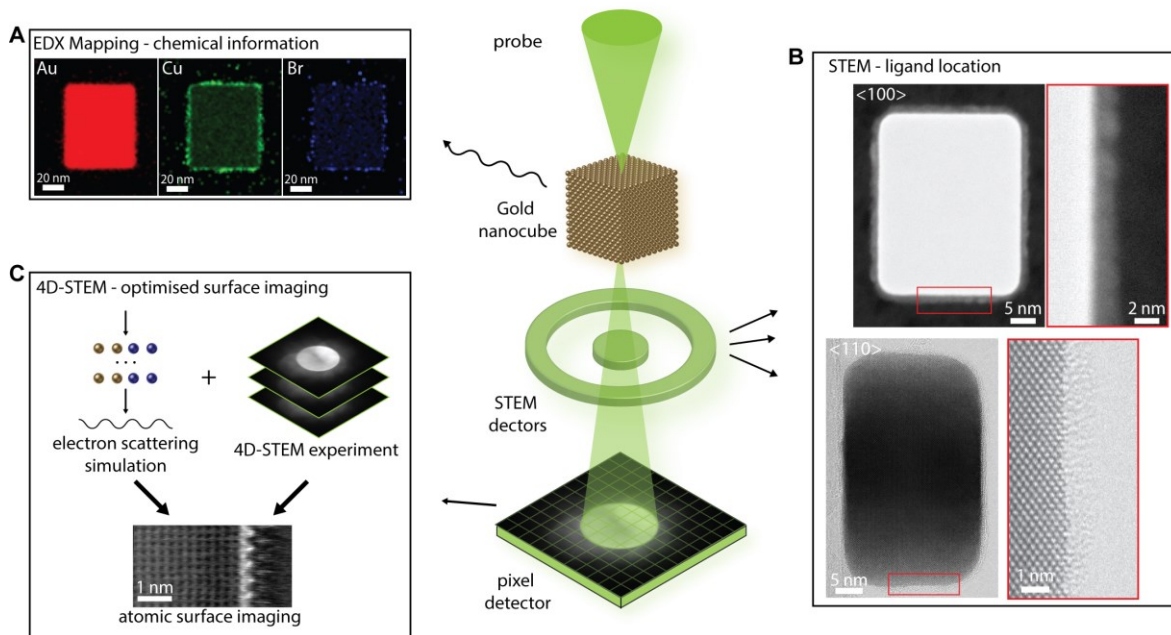 A
EDX Mapping - chemical information
Au
Cu
Br
20 nm
20 nm
20 nm
probe
Gold
nanocube
STEM
dectors
pixel
detector
B
STEM - ligand location
<100>
5 nm
2 nm
<110>
5 nm
1 nm
C
4D-STEM - optimised surface imaging
...
+
electron scattering
simulation
4D-STEM experiment
1 nm
atomic surface imaging